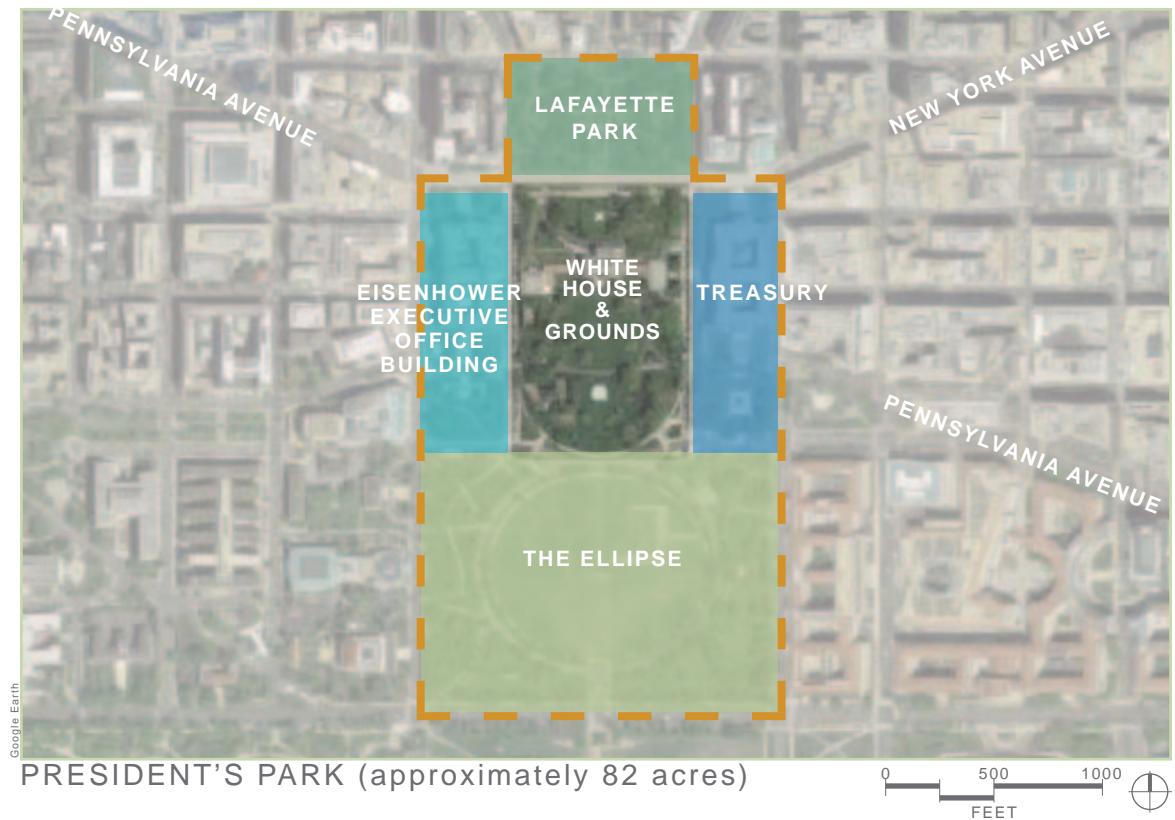 PENNSYLVANIA AVENUE
NEW YORK AVENUE
LAFAYETTE
PARK
WHITE
HOUSE
&
GROUNDS
EISENHOWER
EXECUTIVE
OFFICE
BUILDING
TREASURY
PENNSYLVANIA AVENUE
THE ELLIPSE
Google Earth
PRESIDENT’S PARK (approximately 82 acres)
0 500 1000
FEET